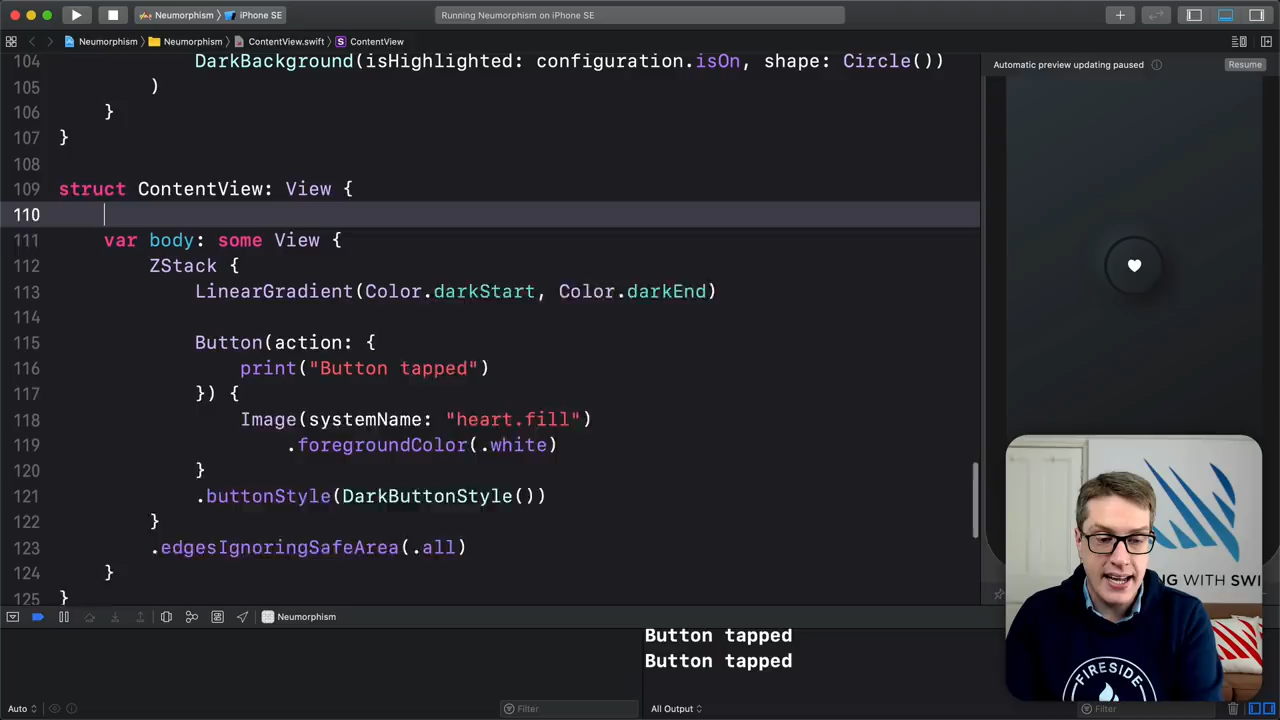 Neumorphism
iPhone SE
Running Neumorphism on iPhone SE
Neumorphism
Neumorphism
ContentView.swift
ContentView
104 DarkBackground(isHighlighted: configuration.isOn, shape: Circle())
105 )
106 }
107 }
108
109 struct ContentView: View {
110
111 var body: some View {
112 ZStack {
113 LinearGradient(Color.darkStart, Color.darkEnd)
114
115 Button(action: {
116 print("Button tapped")
117 }) {
118 Image(systemName: "heart.fill")
119 .foregroundColor(.white)
120 }
121 .buttonStyle(DarkButtonStyle())
122 }
123 .edgesIgnoringSafeArea(.all)
124 }
125 }
Automatic preview updating paused
Resume
NG WITH SWI
FIRESIDE
Neumorphism
Button tapped
Button tapped
Auto
Filter
All Output
Filter